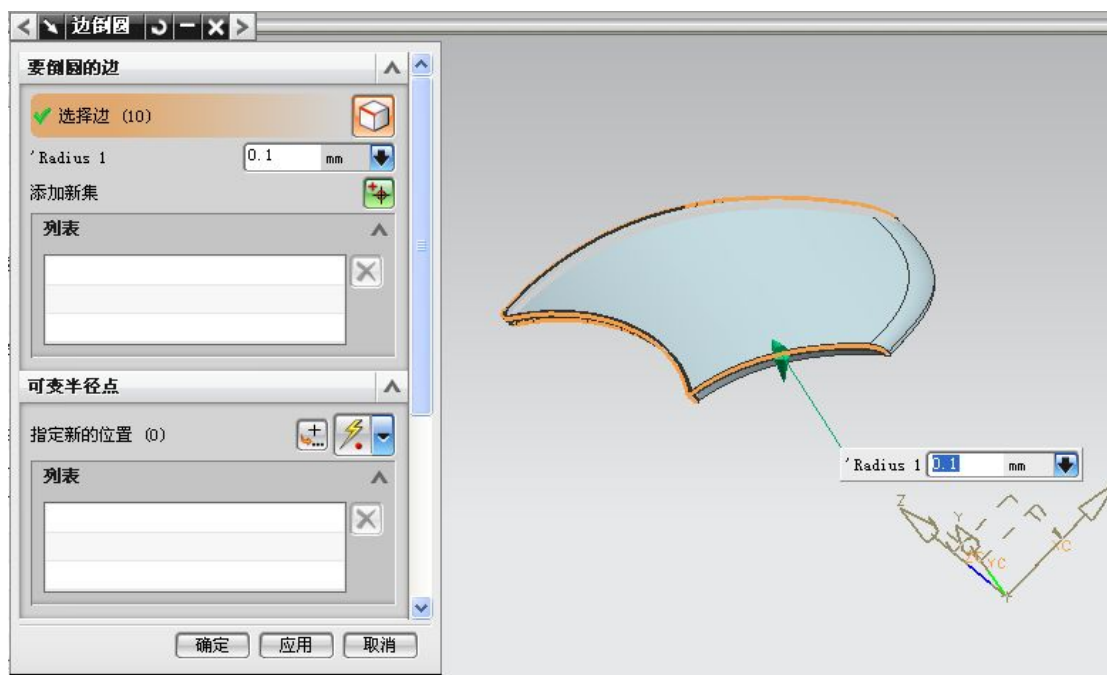 边倒圆
要倒圆的边
选择边 (10)
'Radius 1 0.1 mm
添加新集
列表
可变半径点
指定新的位置 (0)
列表
确定 应用 取消
'Radius 1 0.1 mm
Z
Y
XC
YC